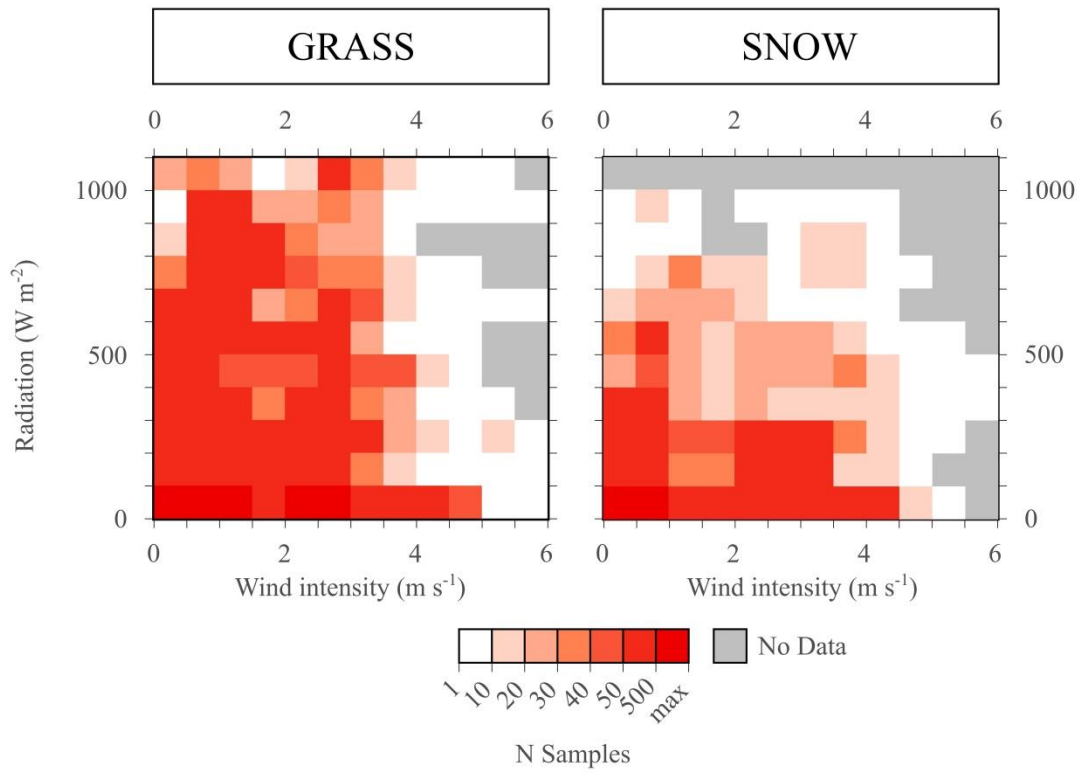 GRASS SNOW
0 2 4 6 0 2 4 6
1000 1000
Radiation (W m⁻²)
500 500
0 0
0 2 4 6 0 2 4 6
Wind intensity (m s⁻¹) Wind intensity (m s⁻¹)
No Data
1 10 20 30 40 50 500 max
N Samples